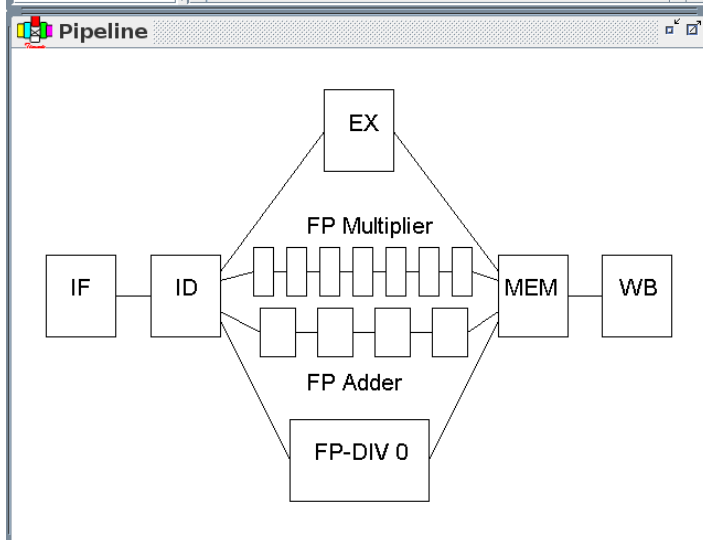 Pipeline
EX
FP Multiplier
IF
ID
MEM
WB
FP Adder
FP-DIV 0